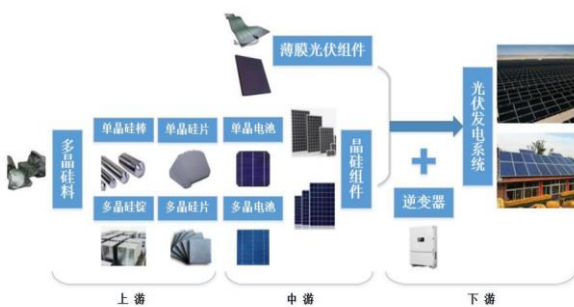 薄膜光伏组件
多晶硅料
单晶硅棒
单晶硅片
单晶电池
多晶硅锭
多晶硅片
多晶电池
晶硅组件
逆变器
光伏发电系统
上 游
中 游
下 游